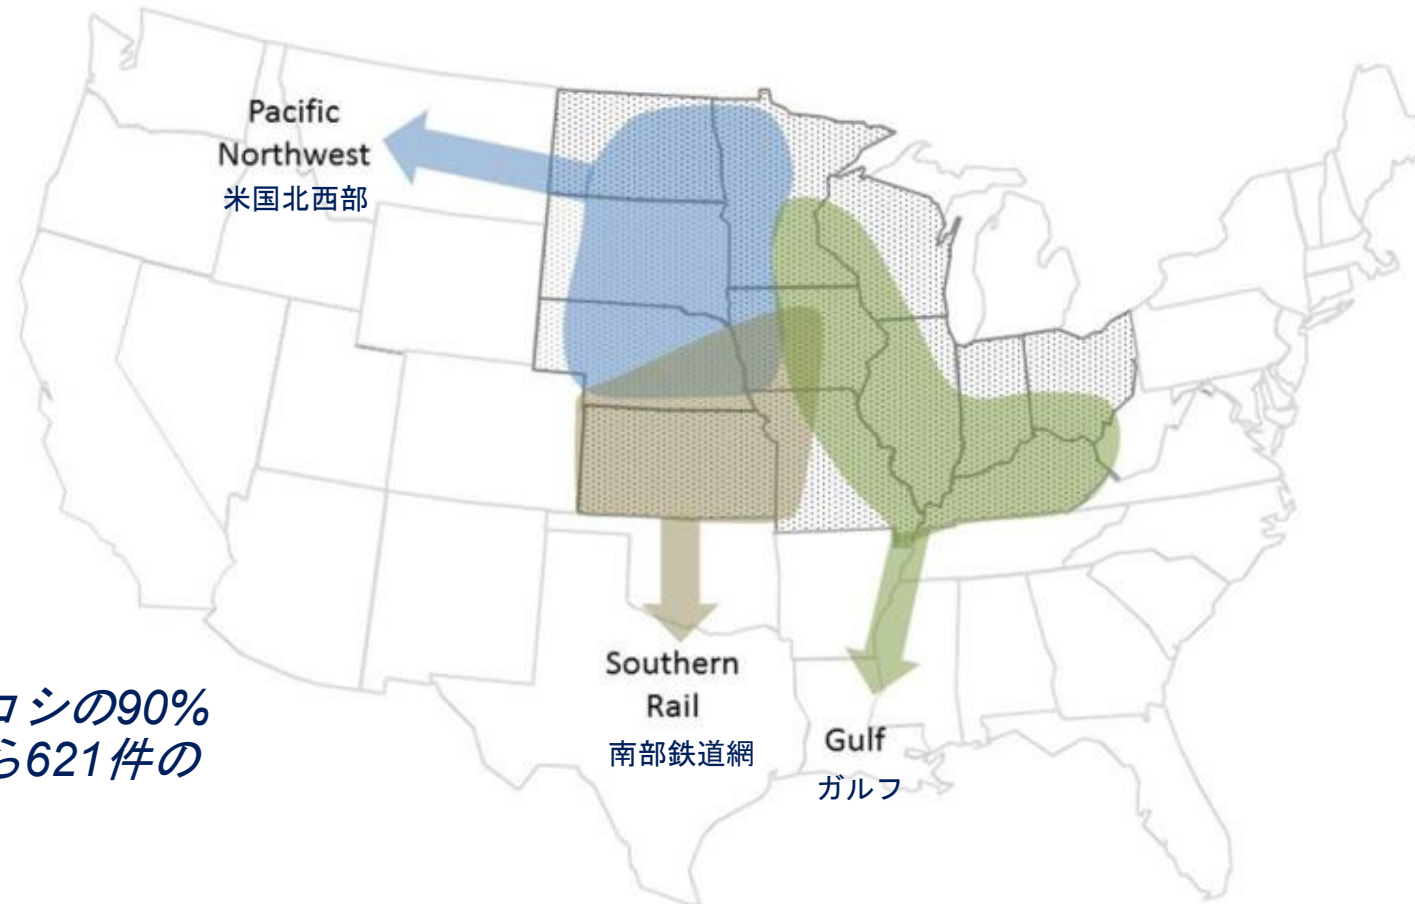 Pacific
Northwest
米国北西部
コシの90%
ら621件の
Southern
Rail
南部鉄道網
Gulf
ガルフ